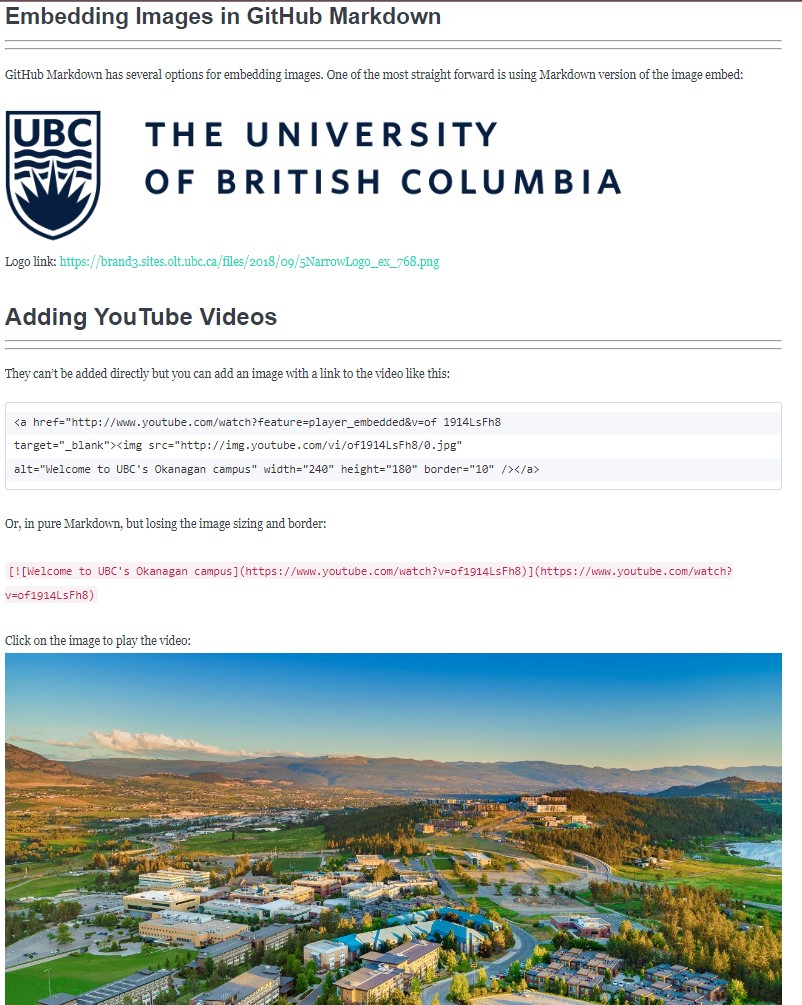 Embedding Images in GitHub Markdown
GitHub Markdown has several options for embedding images. One of the most straight forward is using Markdown version of the image embed:
UBC
THE UNIVERSITY
OF BRITISH COLUMBIA
Logo link: https://brand3.sites.olt.ubc.ca/files/2018/09/5NarrowLogo_ex_768.png
Adding YouTube Videos
They can’t be added directly but you can add an image with a link to the video like this:
<a href="http://www.youtube.com/watch?feature=player_embedded&v=of 1914LsFh8
target="_blank"><img src="http://img.youtube.com/vi/of1914LsFh8/0.jpg"
alt="Welcome to UBC's Okanagan campus" width="240" height="180" border="10" /></a>
Or, in pure Markdown, but losing the image sizing and border:
[![Welcome to UBC's Okanagan campus](https://www.youtube.com/watch?v=of1914LsFh8)](https://www.youtube.com/watch?
v=of1914LsFh8)
Click on the image to play the video: